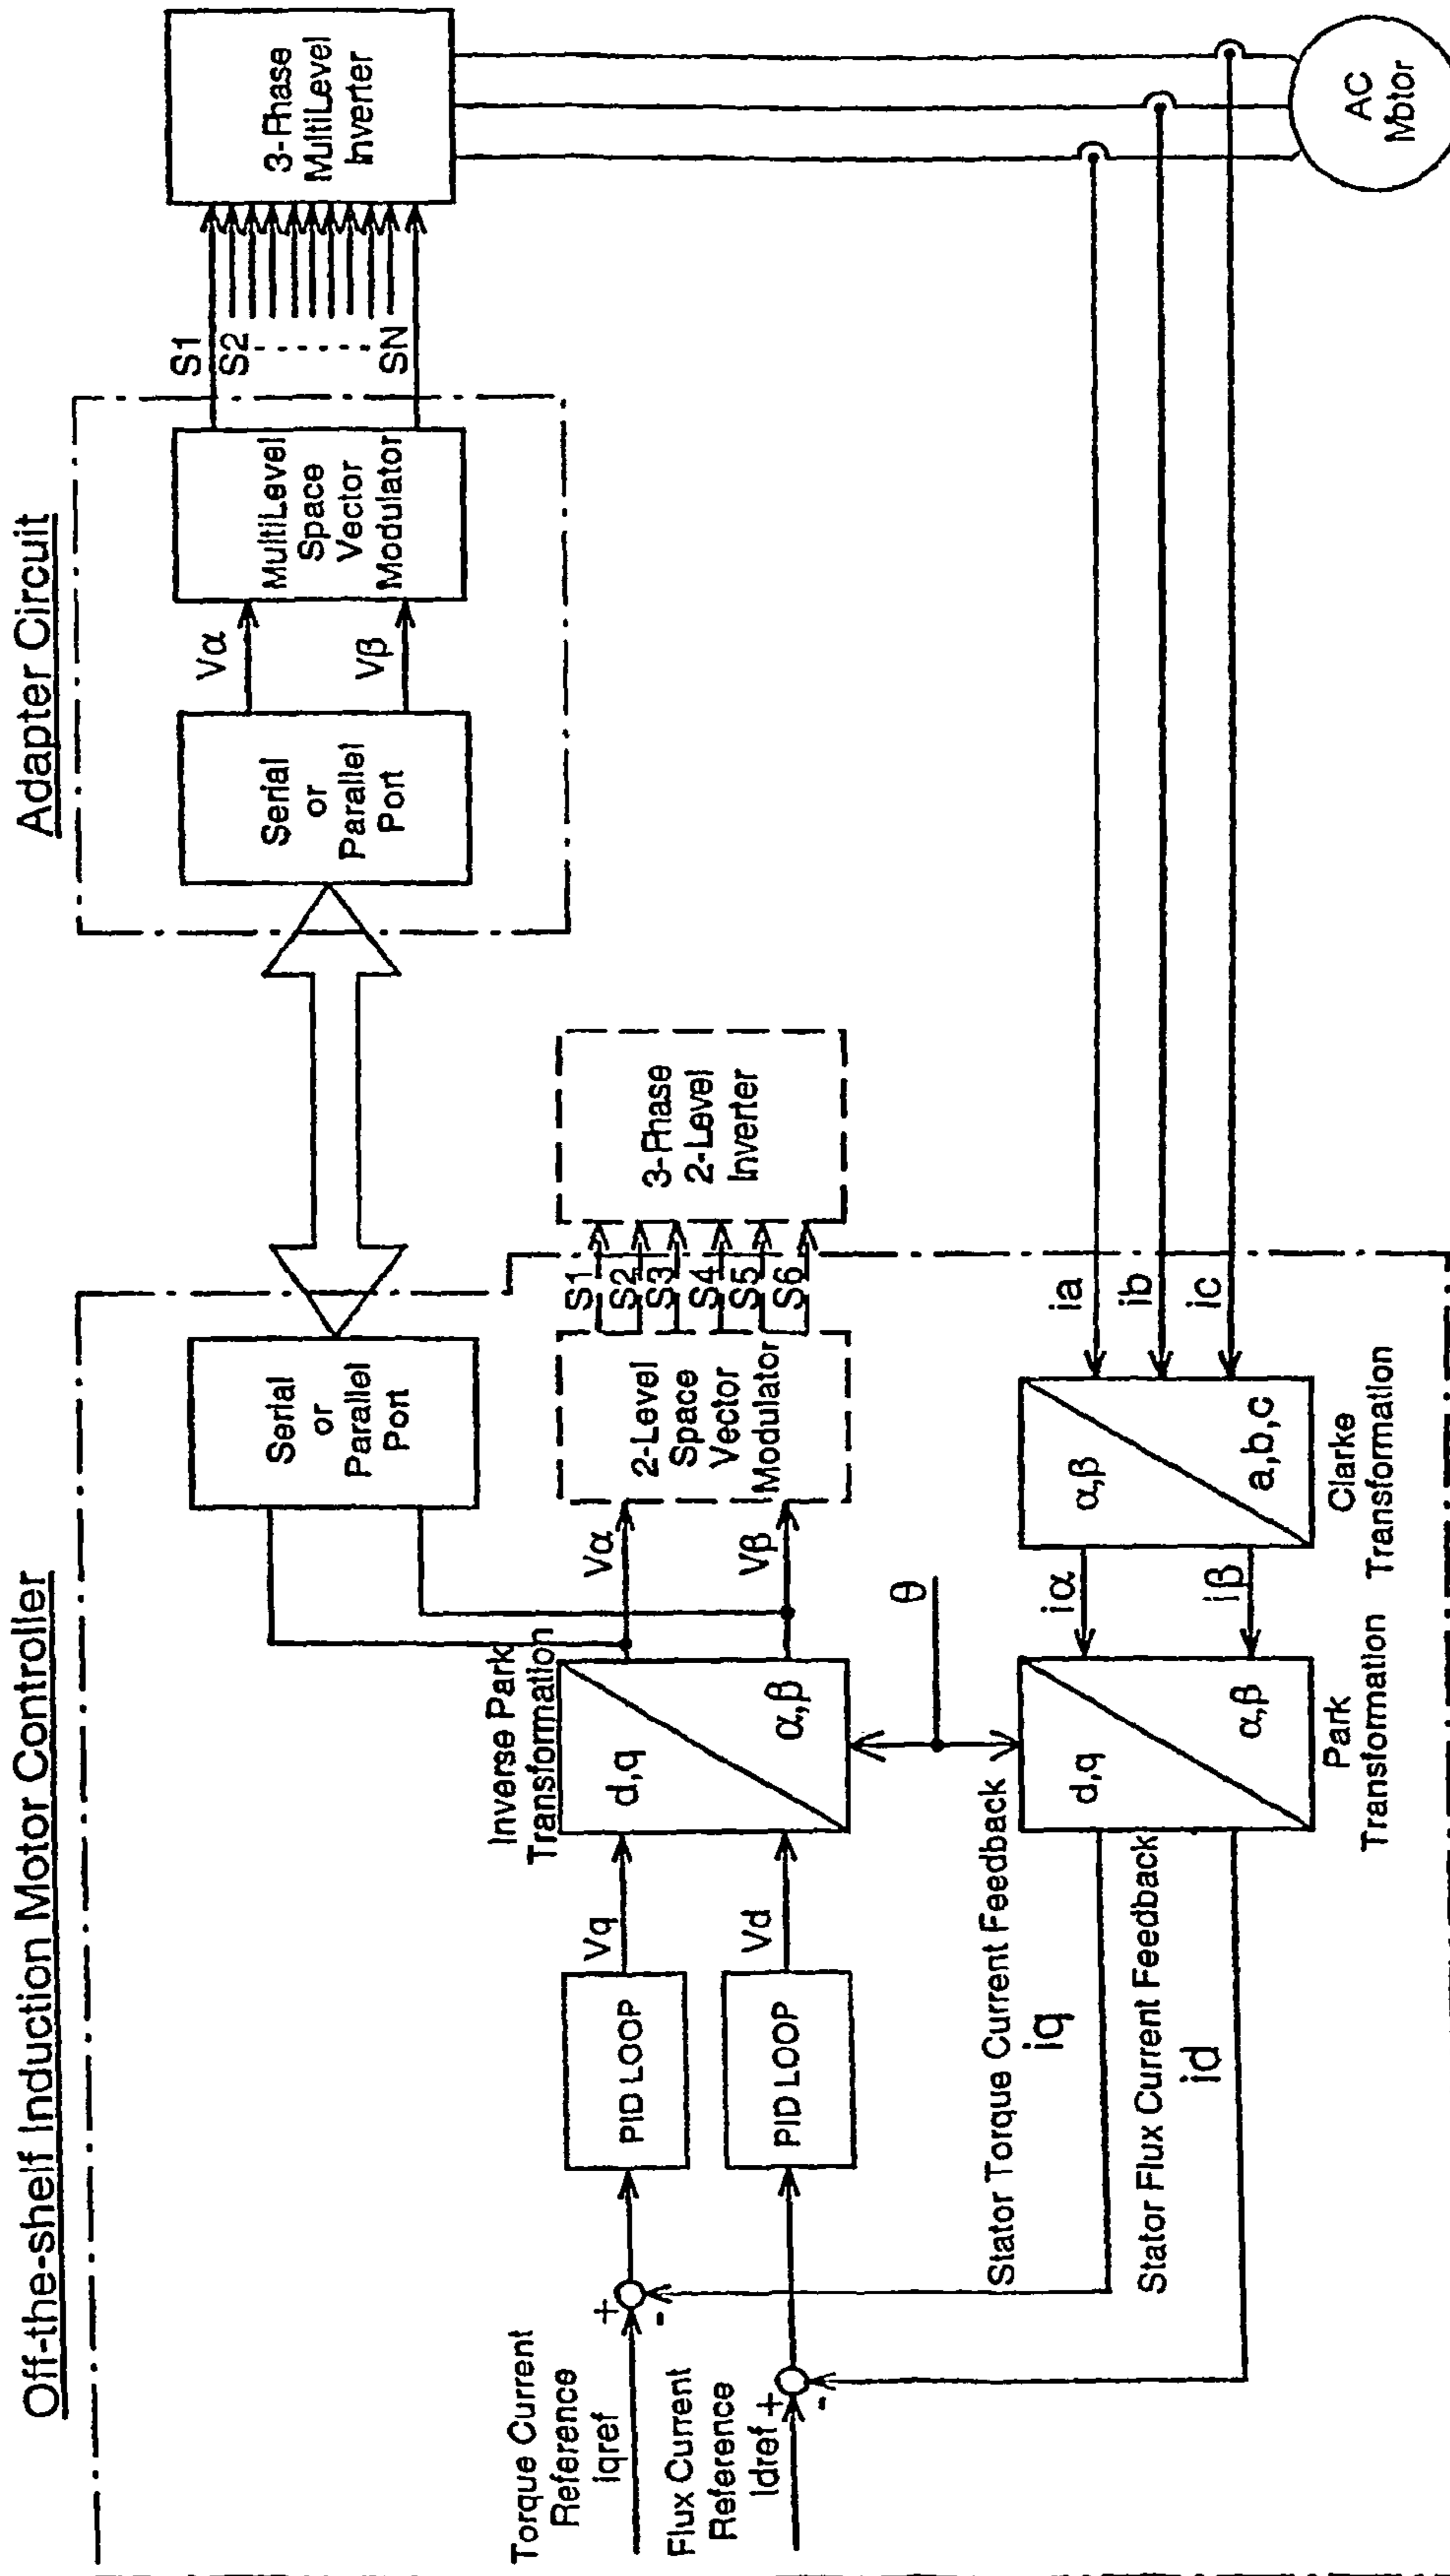 Off-the-shelf Induction Motor Controller
Adapter Circuit
Serial
or
Parallel
Port
Serial
or
Parallel
Port
Vα
Vβ
MultiLevel
Space
Vector
Modulator
S1
S2
SN
3-Phase
MultiLevel
Inverter
Torque Current
Reference
iqref
+
-
PID LOOP
Vq
Inverse Park
Transformation
d,q
α,β
Vα
Vβ
2-Level
Space
Vector
Modulator
S1
S2
S3
S4
S5
S6
3-Phase
2-Level
Inverter
Flux Current
Reference
Idref
+
-
PID LOOP
Vd
θ
Stator Torque Current Feedback
iq
Stator Flux Current Feedback
id
d,q
α,β
Park
Transformation
iα
iβ
α,β
a,b,c
Clarke
Transformation
ia
ib
ic
AC
Motor